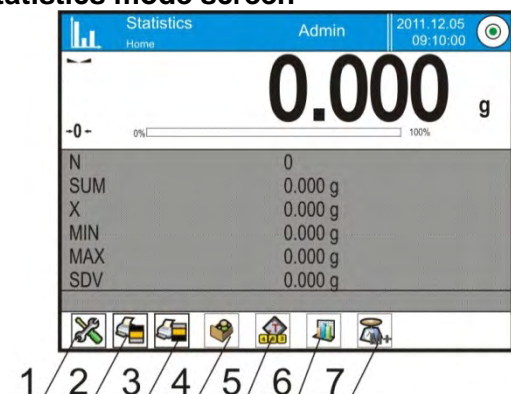 tatistics mode screen
Statistics
Home
Admin
2011.12.05
09:10:00
0.000 g
-0-
0%
100%
N 0
SUM 0.000 g
X 0.000 g
MIN 0.000 g
MAX 0.000 g
SDV 0.000 g
T
M+
1 2 3 4 5 6 7